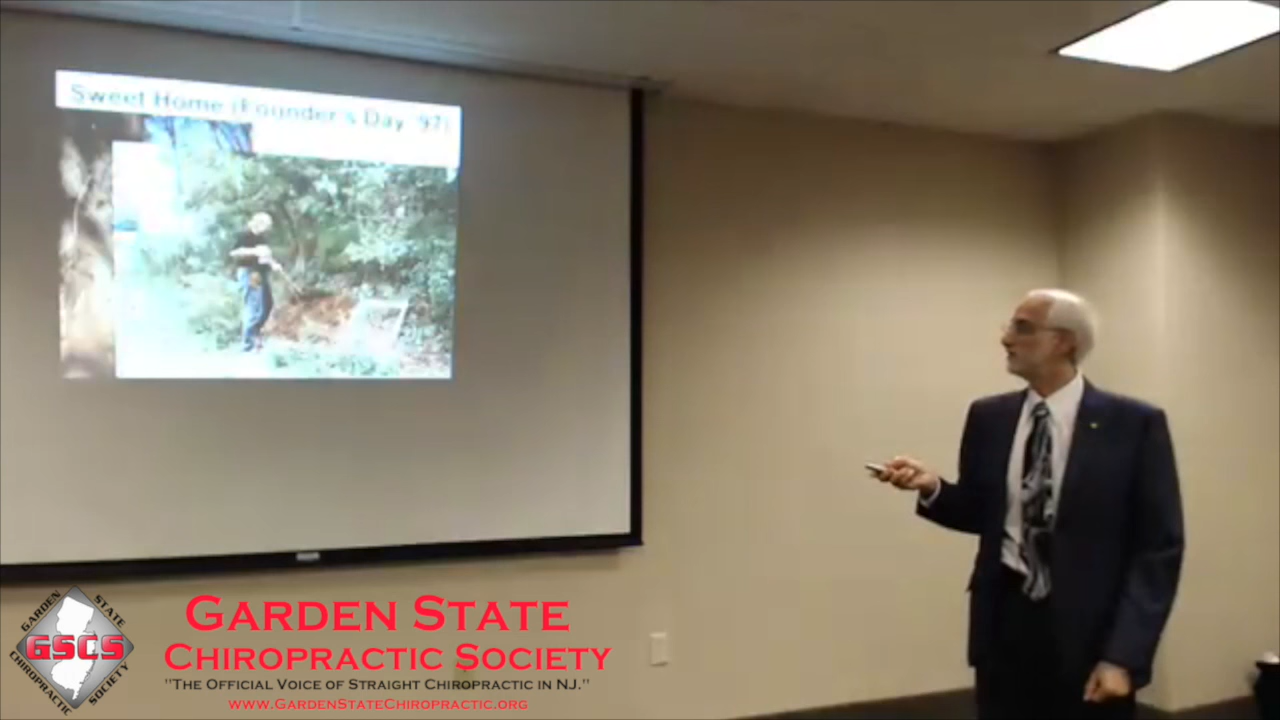 Sweet Home (Founder's Day '97)
GARDEN STATE
GSCS
CHIROPRACTIC SOCIETY
GARDEN STATE
CHIROPRACTIC SOCIETY
"THE OFFICIAL VOICE OF STRAIGHT CHIROPRACTIC IN NJ."
WWW.GARDENSTATECHIROPRACTIC.ORG